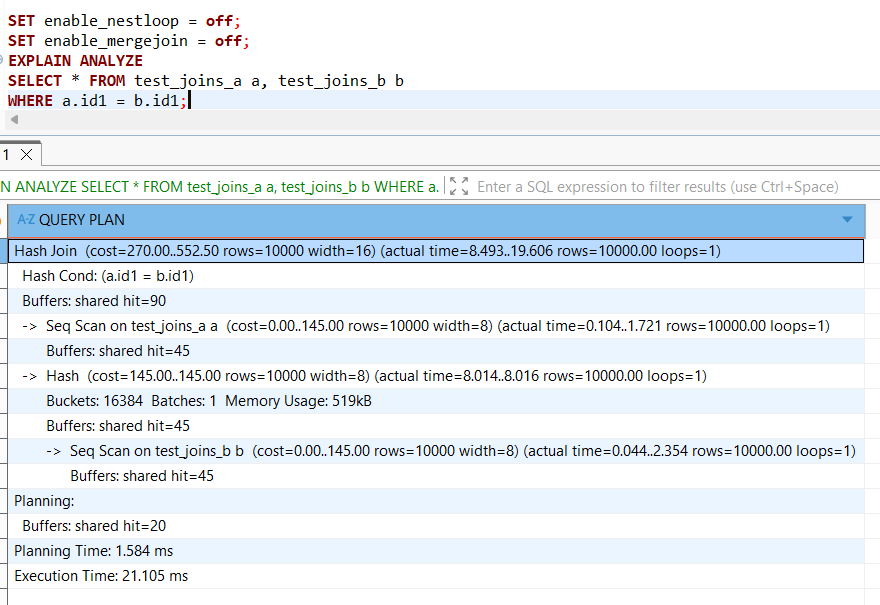 SET enable_nestloop = off;
SET enable_mergejoin = off;
EXPLAIN ANALYZE
SELECT * FROM test_joins_a a, test_joins_b b
WHERE a.id1 = b.id1;
1
N ANALYZE SELECT * FROM test_joins_a a, test_joins_b b WHERE a. Enter a SQL expression to filter results (use Ctrl+Space)
A-Z QUERY PLAN
Hash Join (cost=270.00..552.50 rows=10000 width=16) (actual time=8.493..19.606 rows=10000.00 loops=1)
Hash Cond: (a.id1 = b.id1)
Buffers: shared hit=90
-> Seq Scan on test_joins_a a (cost=0.00..145.00 rows=10000 width=8) (actual time=0.104..1.721 rows=10000.00 loops=1)
Buffers: shared hit=45
-> Hash (cost=145.00..145.00 rows=10000 width=8) (actual time=8.014..8.016 rows=10000.00 loops=1)
Buckets: 16384 Batches: 1 Memory Usage: 519kB
Buffers: shared hit=45
-> Seq Scan on test_joins_b b (cost=0.00..145.00 rows=10000 width=8) (actual time=0.044..2.354 rows=10000.00 loops=1)
Buffers: shared hit=45
Planning:
Buffers: shared hit=20
Planning Time: 1.584 ms
Execution Time: 21.105 ms